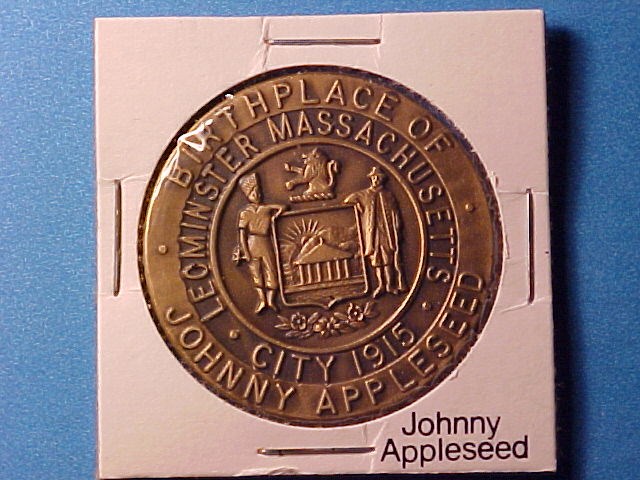 BIRTHPLACE OF
JOHNNY APPLESEED
LEOMINSTER MASSACHUSETTS
CITY 1915
Johnny
Appleseed